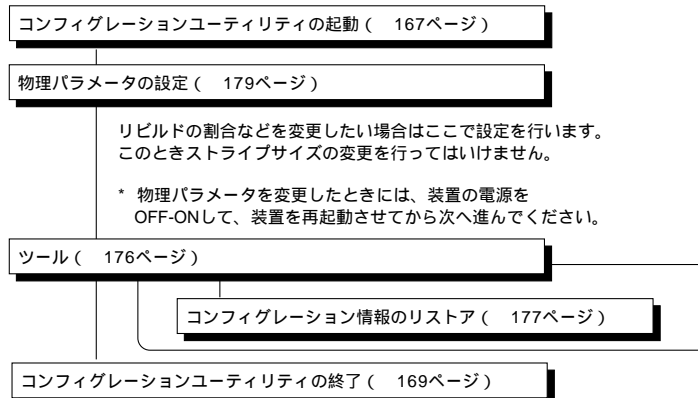 コンフィグレーションユーティリティの起動( 167ページ)
物理パラメータの設定( 179ページ)
リビルドの割合などを変更したい場合はここで設定を行います。
このときストライプサイズの変更を行ってはいけません。
* 物理パラメータを変更したときには、装置の電源を
OFF-ONして、装置を再起動させてから次へ進んでください。
ツール( 176ページ)
コンフィグレーション情報のリストア( 177ページ)
コンフィグレーションユーティリティの終了( 169ページ)